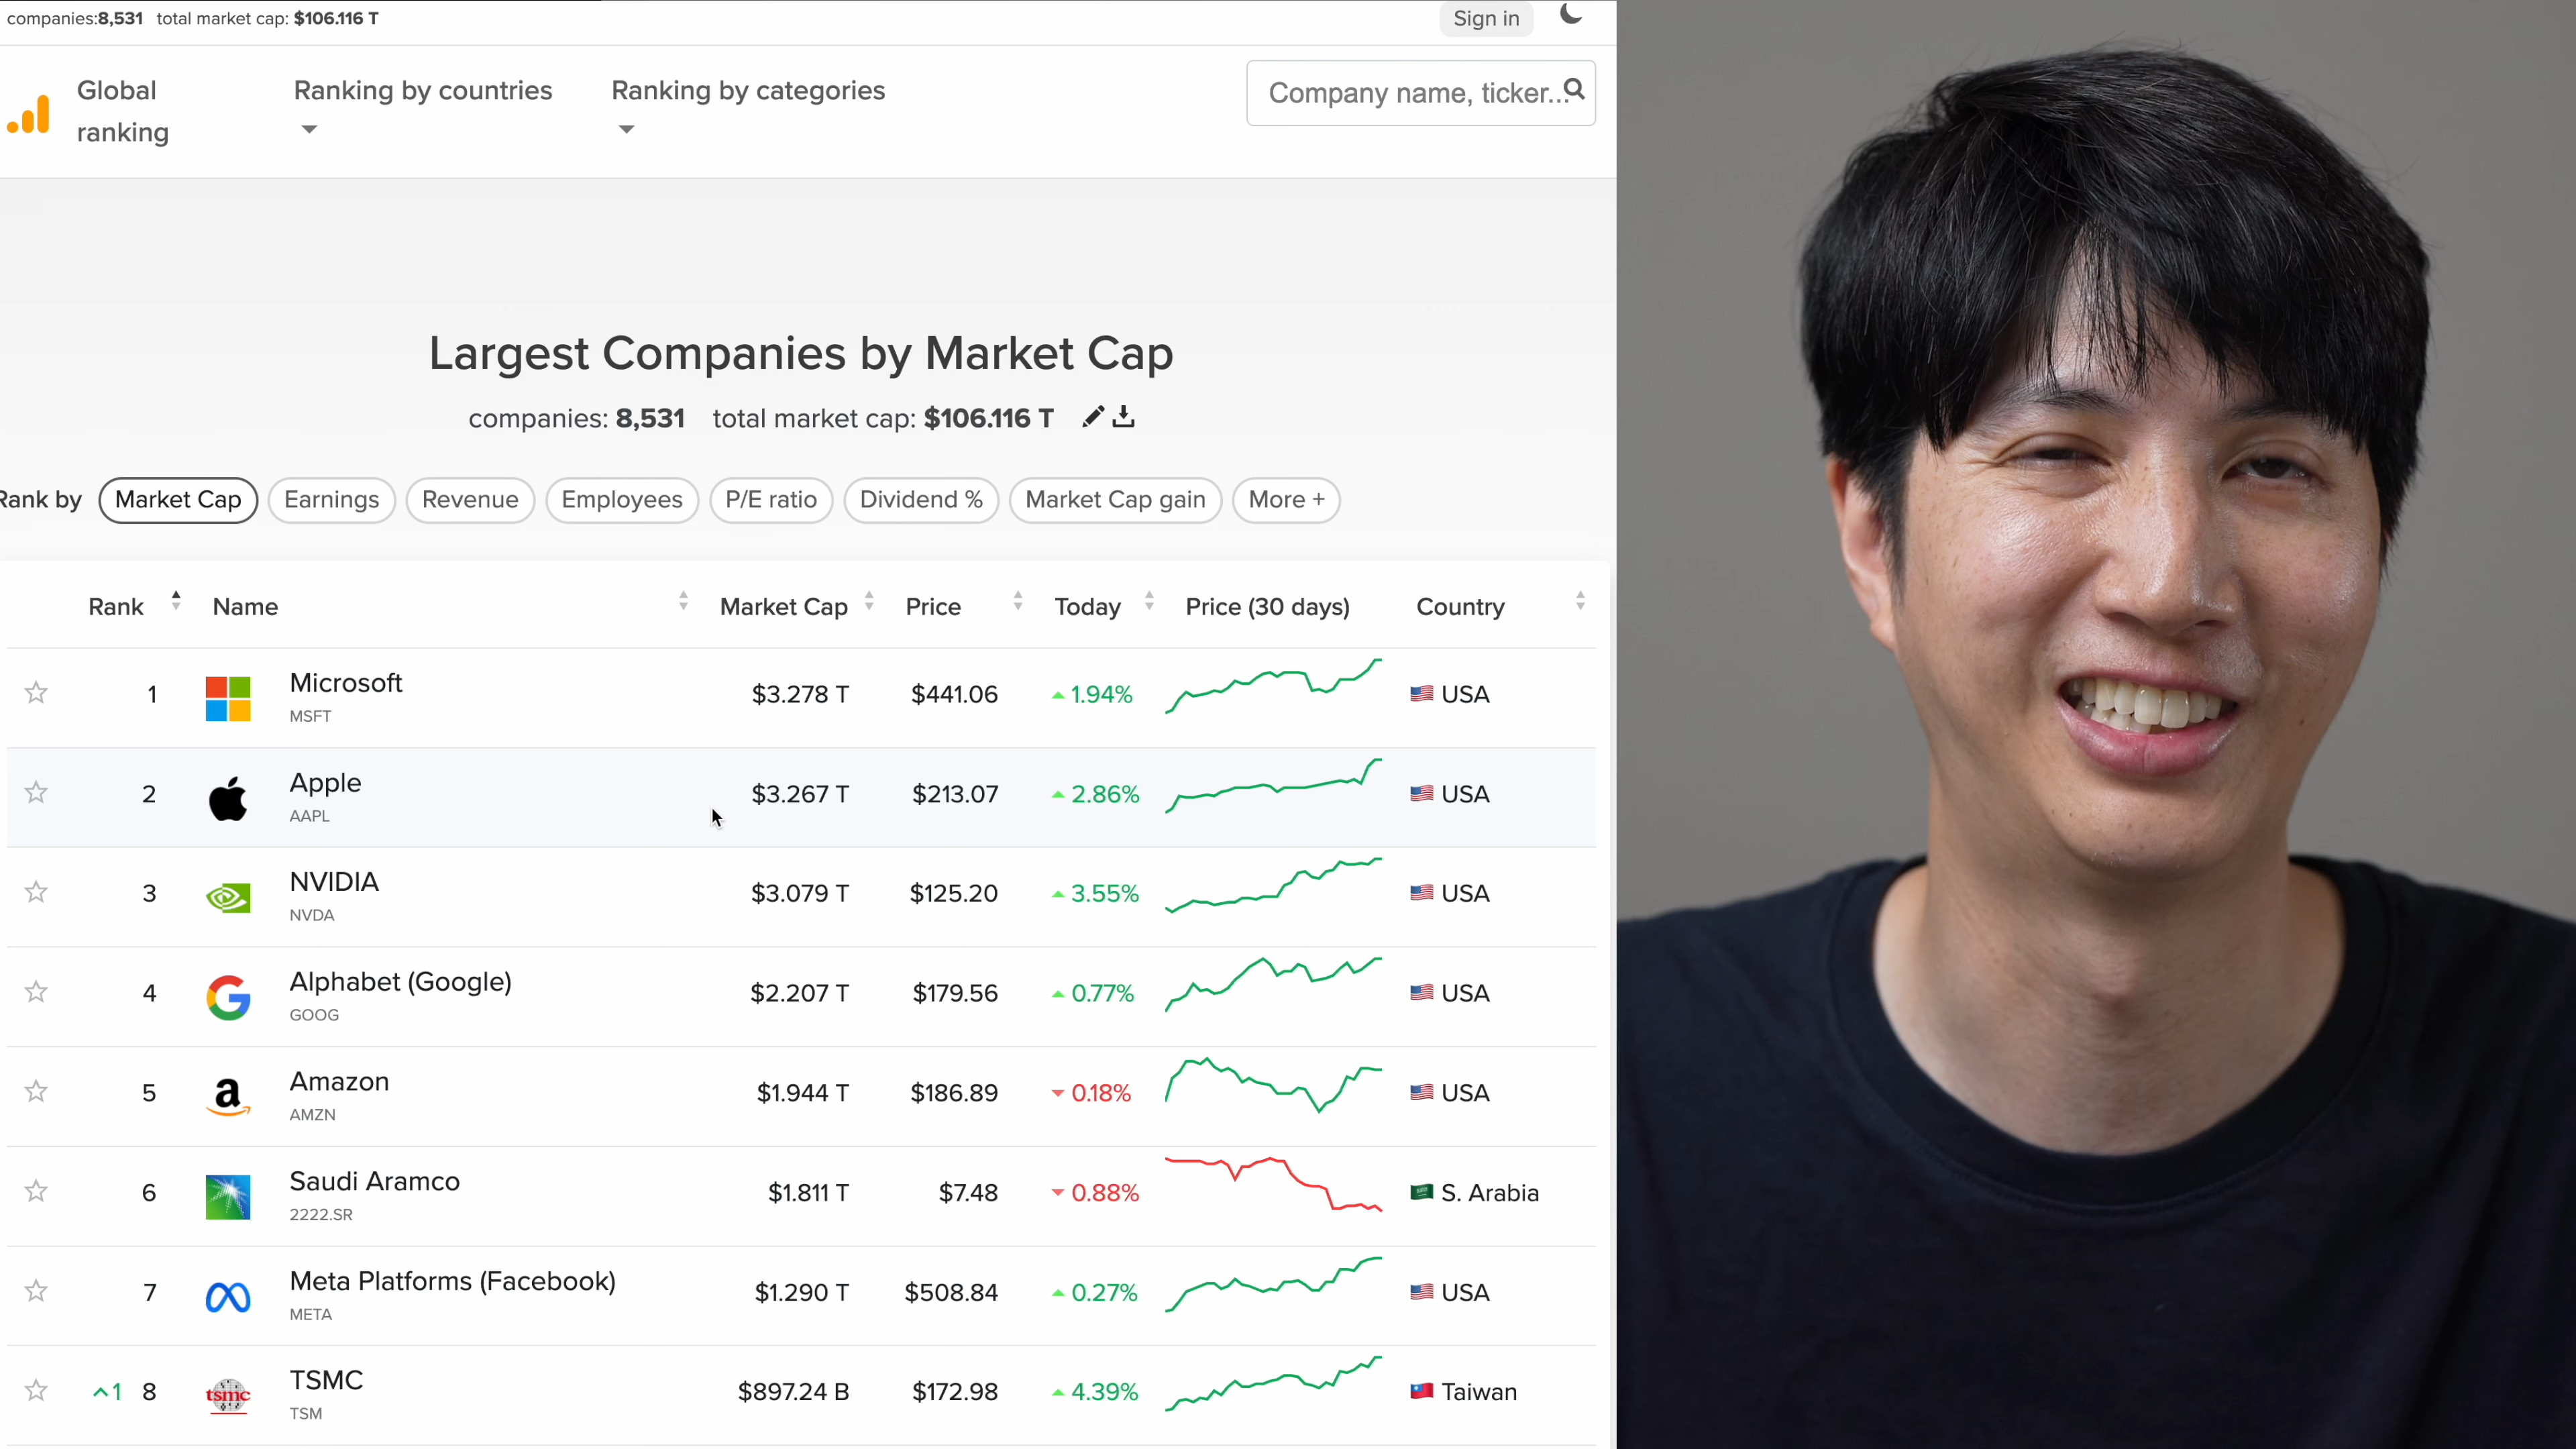 companies:8,531 total market cap: $106.116 T Sign in
Global ranking
Ranking by countries
Ranking by categories
Company name, ticker...
Largest Companies by Market Cap
companies: 8,531 total market cap: $106.116 T
Rank by Market Cap Earnings Revenue Employees P/E ratio Dividend % Market Cap gain More +
Rank Name Market Cap Price Today Price (30 days) Country
1 Microsoft $3.278 T $441.06 1.94% USA
MSFT
2 Apple $3.267 T $213.07 2.86% USA
AAPL
3 NVIDIA $3.079 T $125.20 3.55% USA
NVDA
4 Alphabet (Google) $2.207 T $179.56 0.77% USA
GOOG
5 Amazon $1.944 T $186.89 0.18% USA
AMZN
6 Saudi Aramco $1.811 T $7.48 0.88% S. Arabia
2222.SR
7 Meta Platforms (Facebook) $1.290 T $508.84 0.27% USA
META
1 8 tsmc TSMC $897.24 B $172.98 4.39% Taiwan
TSM